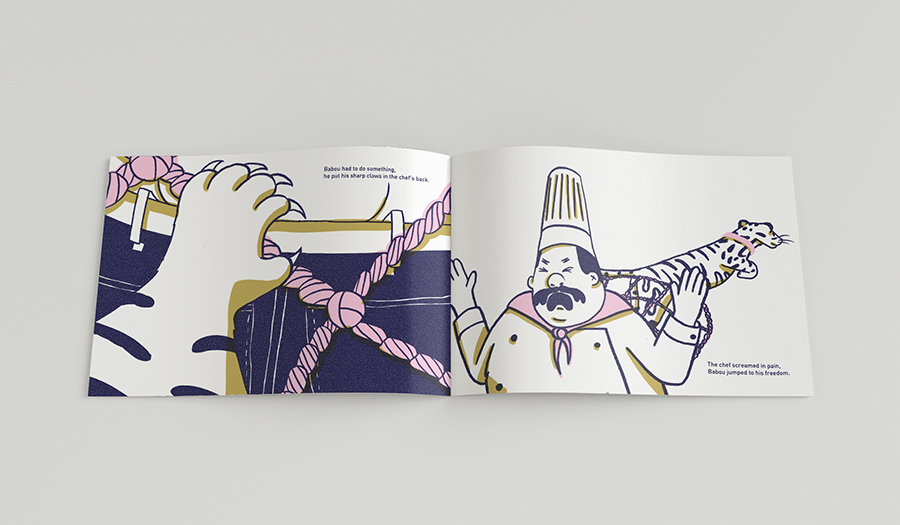 Babou had to do something,
he put his sharp claws in the chef's back.
The chef screamed in pain,
Babou jumped to his freedom.